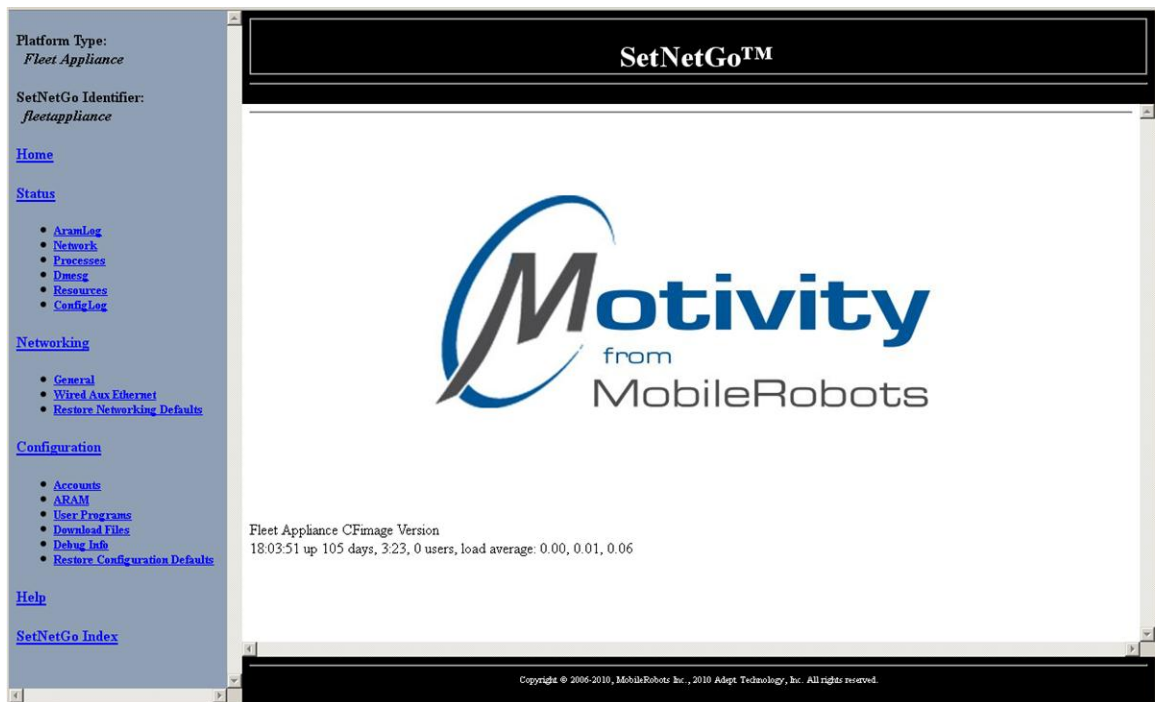 Platform Type:
Fleet Appliance
SetNetGo Identifier:
fleetappliance
Home
Status
AramLog
Network
Processes
Dmesg
Resources
ConfigLog
Networking
General
Wired Aux Ethernet
Restore Networking Defaults
Configuration
Accounts
ARAM
User Programs
Download Files
Debug Info
Restore Configuration Defaults
Help
SetNetGo Index
SetNetGo™
Motivity
from
MobileRobots
Fleet Appliance CFimage Version
18:03:51 up 105 days, 3:23, 0 users, load average: 0.00, 0.01, 0.06
Copyright © 2006-2010, MobileRobots Inc., 2010 Adept Technology, Inc. All rights reserved.